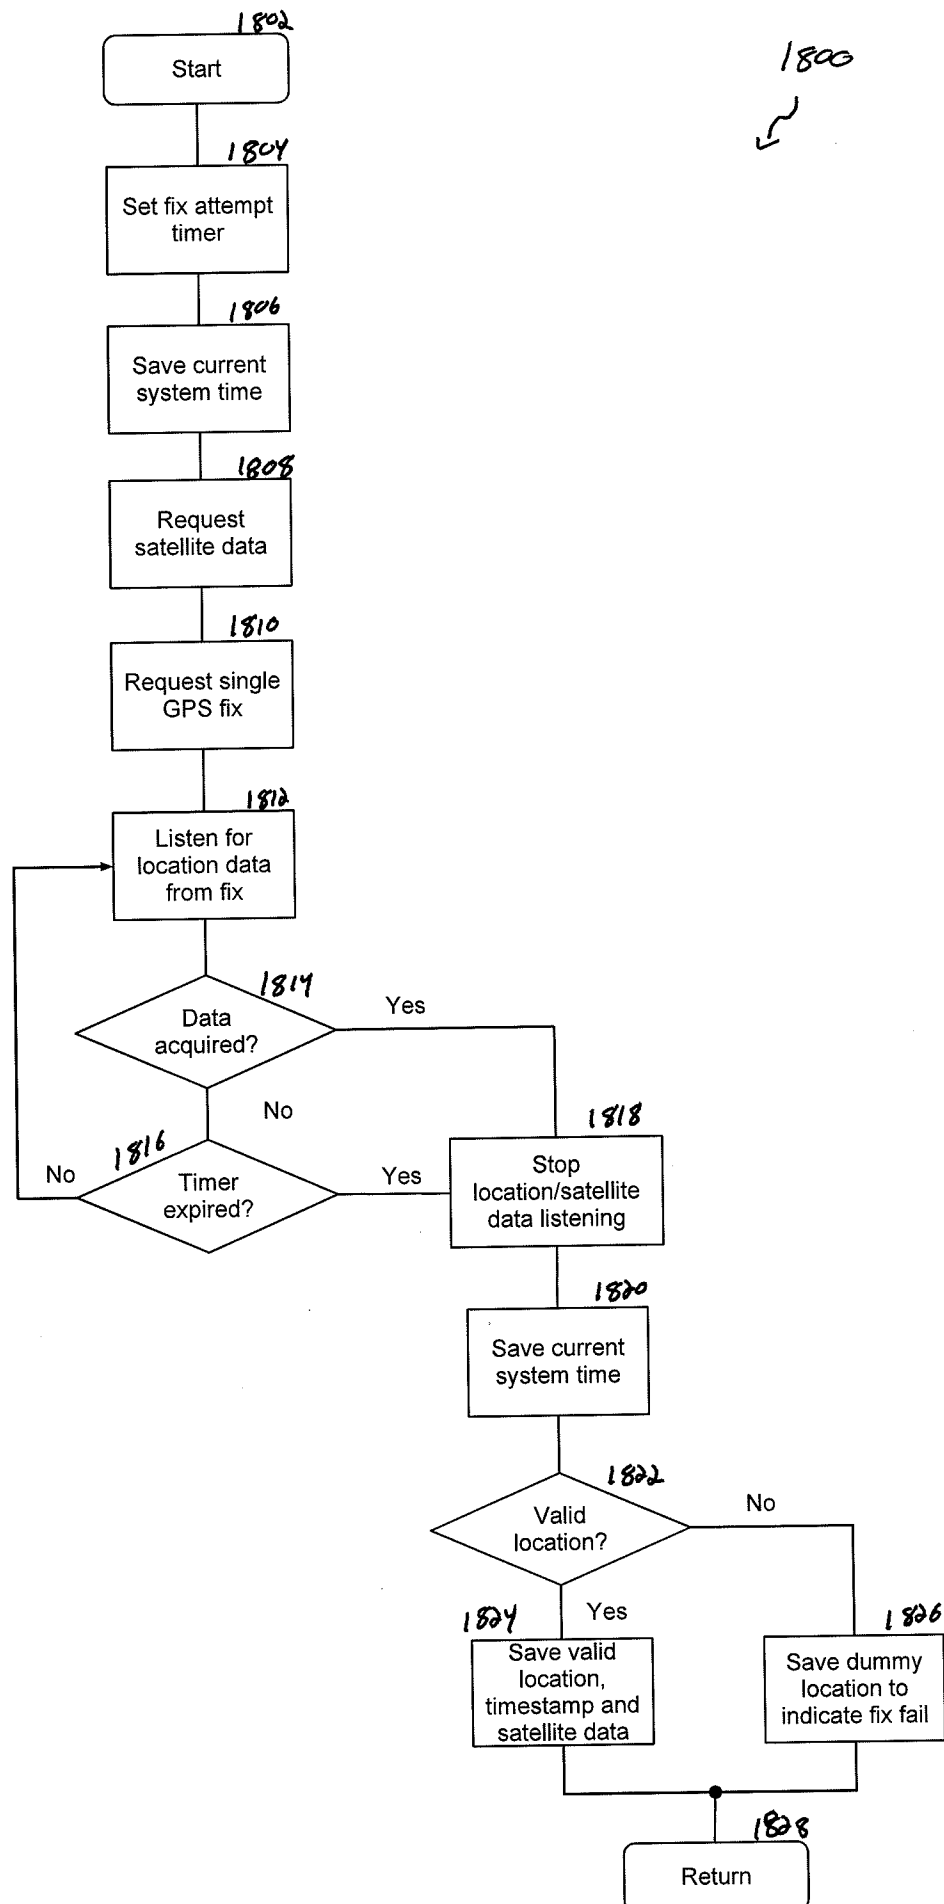 1802
Start
1800
1804
Set fix attempt
timer
1806
Save current
system time
1808
Request
satellite data
1810
Request single
GPS fix
1812
Listen for
location data
from fix
1814
Data
acquired?
Yes
No
1816
Timer
expired?
No
Yes
1818
Stop
location/satellite
data listening
1820
Save current
system time
1822
Valid
location?
No
Yes
1824
Save valid
location,
timestamp and
satellite data
1826
Save dummy
location to
indicate fix fail
1828
Return